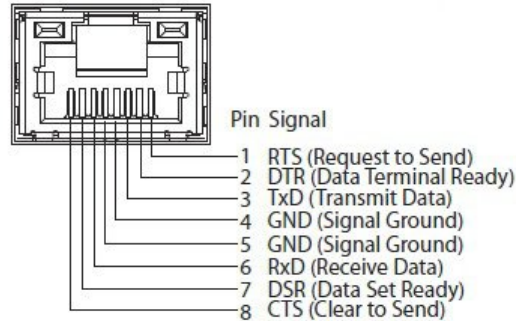 Pin Signal
1 RTS (Request to Send)
2 DTR (Data Terminal Ready)
3 TxD (Transmit Data)
4 GND (Signal Ground)
5 GND (Signal Ground)
6 RxD (Receive Data)
7 DSR (Data Set Ready)
8 CTS (Clear to Send)